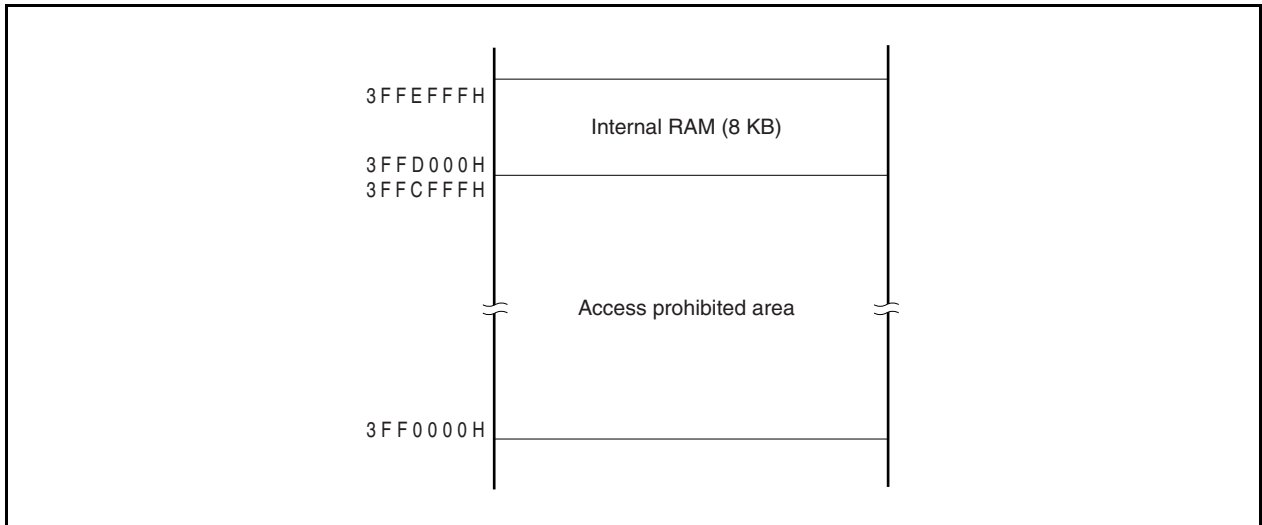 3FFEFFFH
Internal RAM (8 KB)
3FFD000H
3FFCFFFH
Access prohibited area
3FF0000H